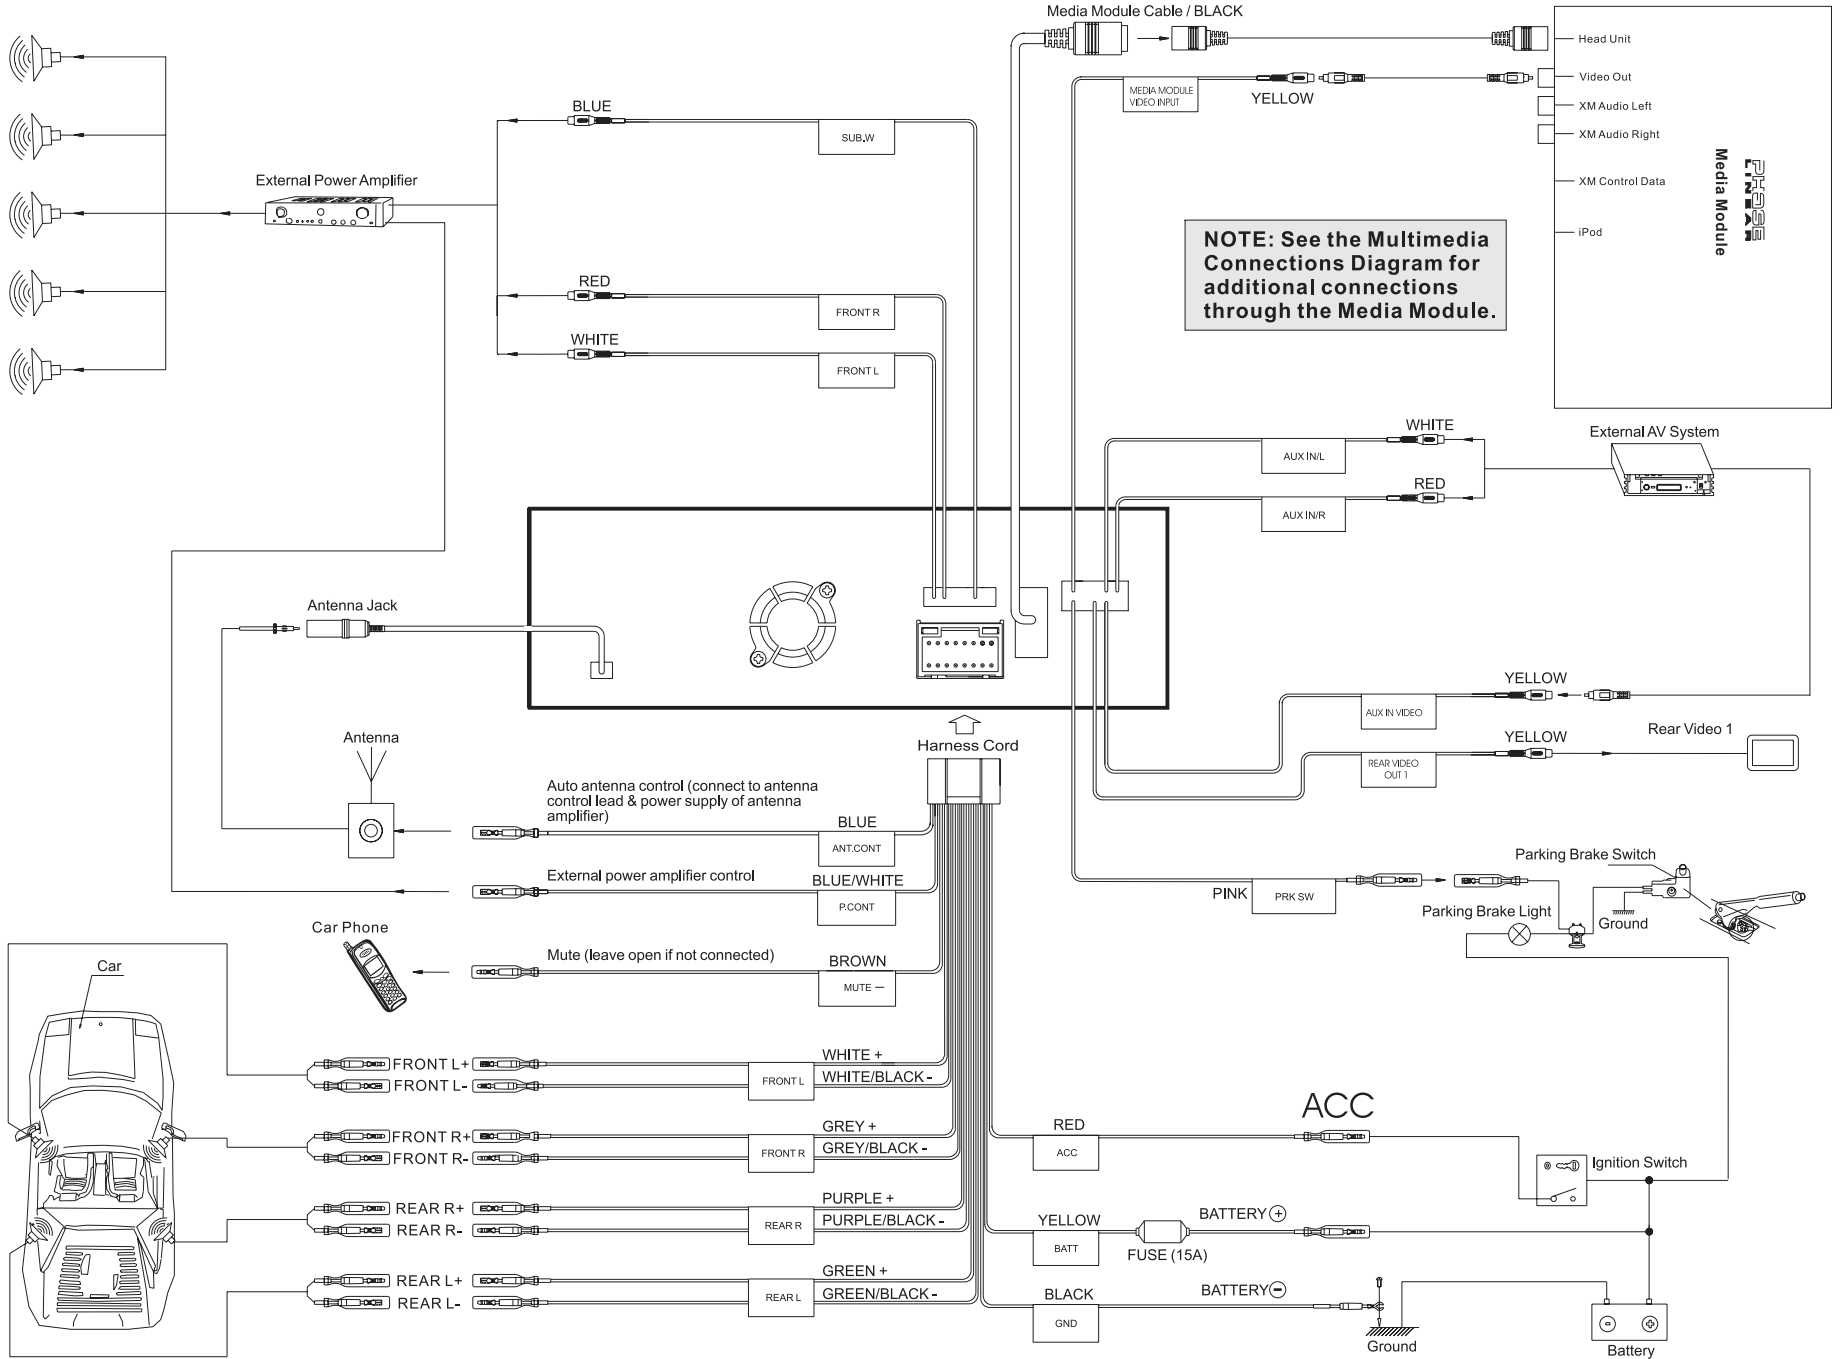 Media Module Cable / BLACK
Head Unit
Video Out
XM Audio Left
XM Audio Right
XM Control Data
iPod
PHASE
LINEAR
Media Module
MEDIA MODULE
VIDEO INPUT
YELLOW
BLUE
SUB.W
External Power Amplifier
RED
FRONT R
WHITE
FRONT L
NOTE: See the Multimedia
Connections Diagram for
additional connections
through the Media Module.
WHITE
AUX IN/L
RED
AUX IN/R
External AV System
Antenna Jack
YELLOW
AUX IN VIDEO
YELLOW
REAR VIDEO
OUT 1
Rear Video 1
Antenna
Harness Cord
Auto antenna control (connect to antenna
control lead & power supply of antenna
amplifier)
BLUE
ANT.CONT
External power amplifier control
BLUE/WHITE
P.CONT
Car Phone
Mute (leave open if not connected)
BROWN
MUTE —
PINK
PRK SW
Parking Brake Switch
Parking Brake Light
Ground
Car
FRONT L+
FRONT L-
FRONT L
WHITE +
WHITE/BLACK -
FRONT R+
FRONT R-
FRONT R
GREY +
GREY/BLACK -
REAR R+
REAR R-
REAR R
PURPLE +
PURPLE/BLACK -
REAR L+
REAR L-
REAR L
GREEN +
GREEN/BLACK -
ACC
RED
ACC
Ignition Switch
YELLOW
BATT
FUSE (15A)
BATTERY +
BLACK
GND
BATTERY -
Ground
Battery